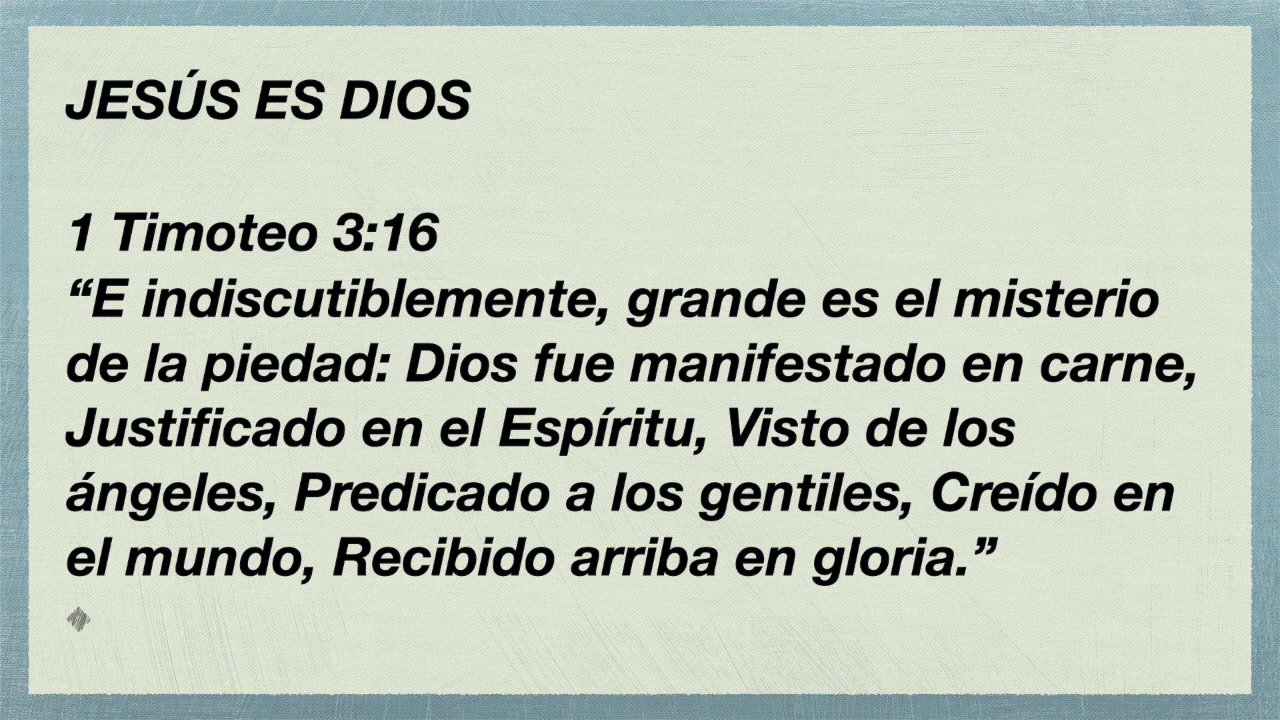 JESÚS ES DIOS
1 Timoteo 3:16
“E indiscutiblemente, grande es el misterio
de la piedad: Dios fue manifestado en carne,
Justificado en el Espíritu, Visto de los
ángeles, Predicado a los gentiles, Creído en
el mundo, Recibido arriba en gloria.”